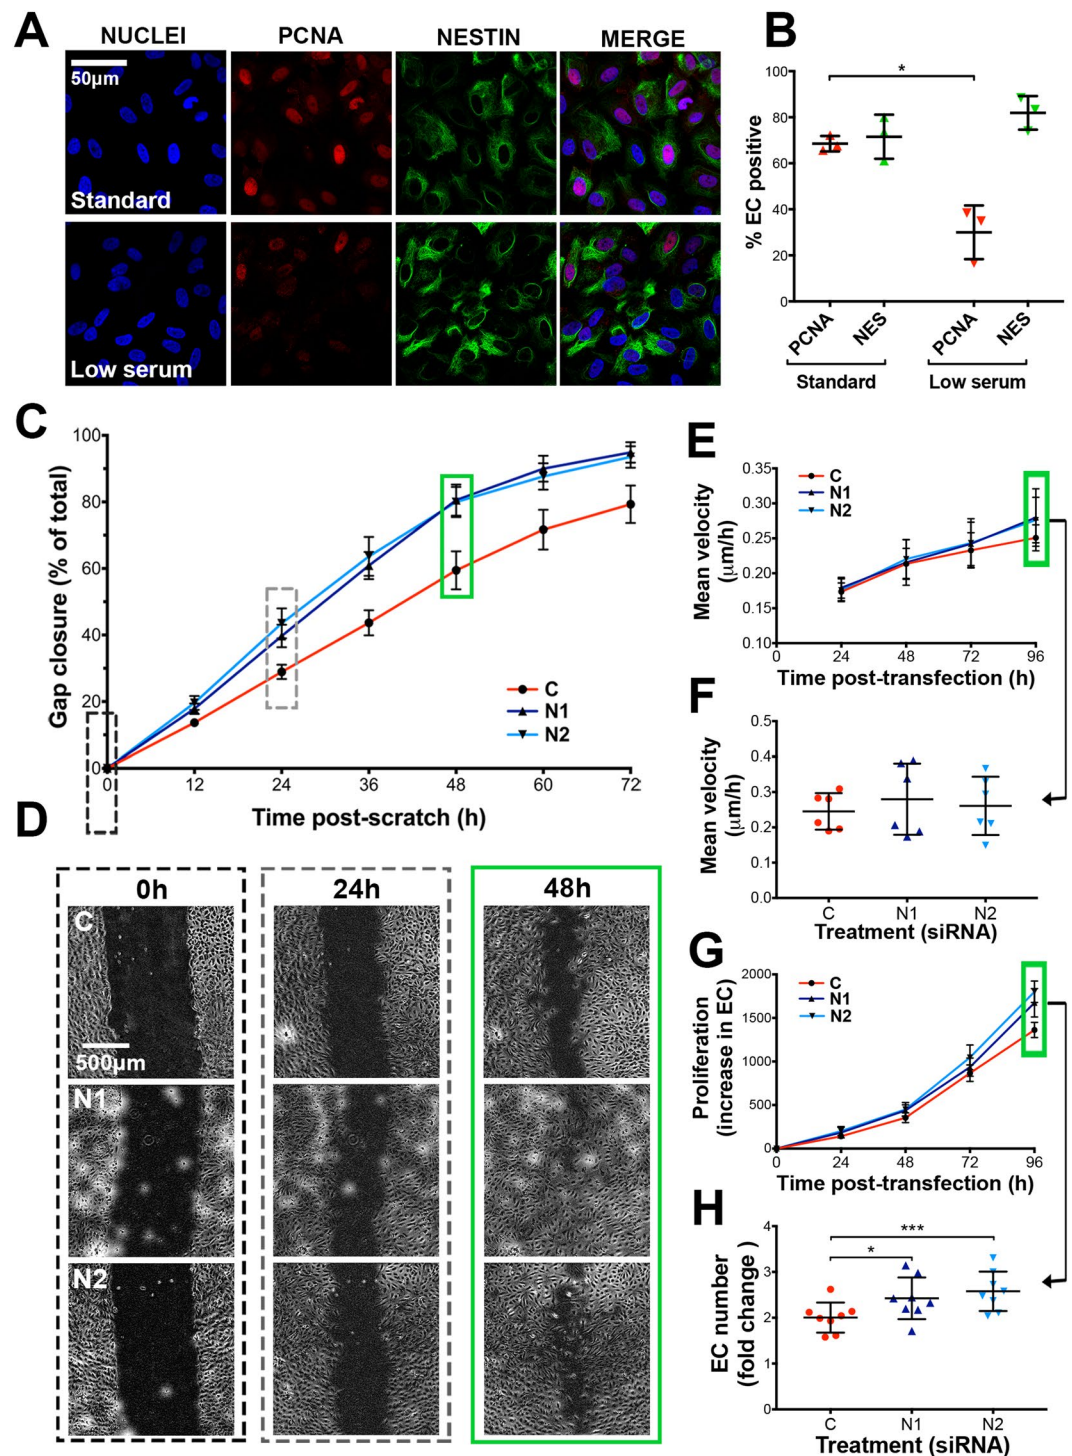 A
NUCLEI PCNA NESTIN MERGE
50μm
Standard
Low serum
B
*
% EC positive
100
80
60
40
20
0
PCNA NES PCNA NES
Standard Low serum
C
Gap closure (% of total)
100
80
60
40
20
0
0 12 24 36 48 60 72
C
N1
N2
Time post-scratch (h)
D
0h 24h 48h
C
500μm
N1
N2
E
Mean velocity
(μm/h)
0.35
0.30
0.25
0.20
0.15
0.10
C
N1
N2
0 24 48 72 96
Time post-transfection (h)
F
Mean velocity
(μm/h)
0.5
0.4
0.3
0.2
0.1
0.0
C N1 N2
Treatment (siRNA)
G
Proliferation
(increase in EC)
2000
1500
1000
500
0
C
N1
N2
0 24 48 72 96
Time post-transfection (h)
H
EC number
(fold change)
4
3
2
1
0
***
*
C N1 N2
Treatment (siRNA)